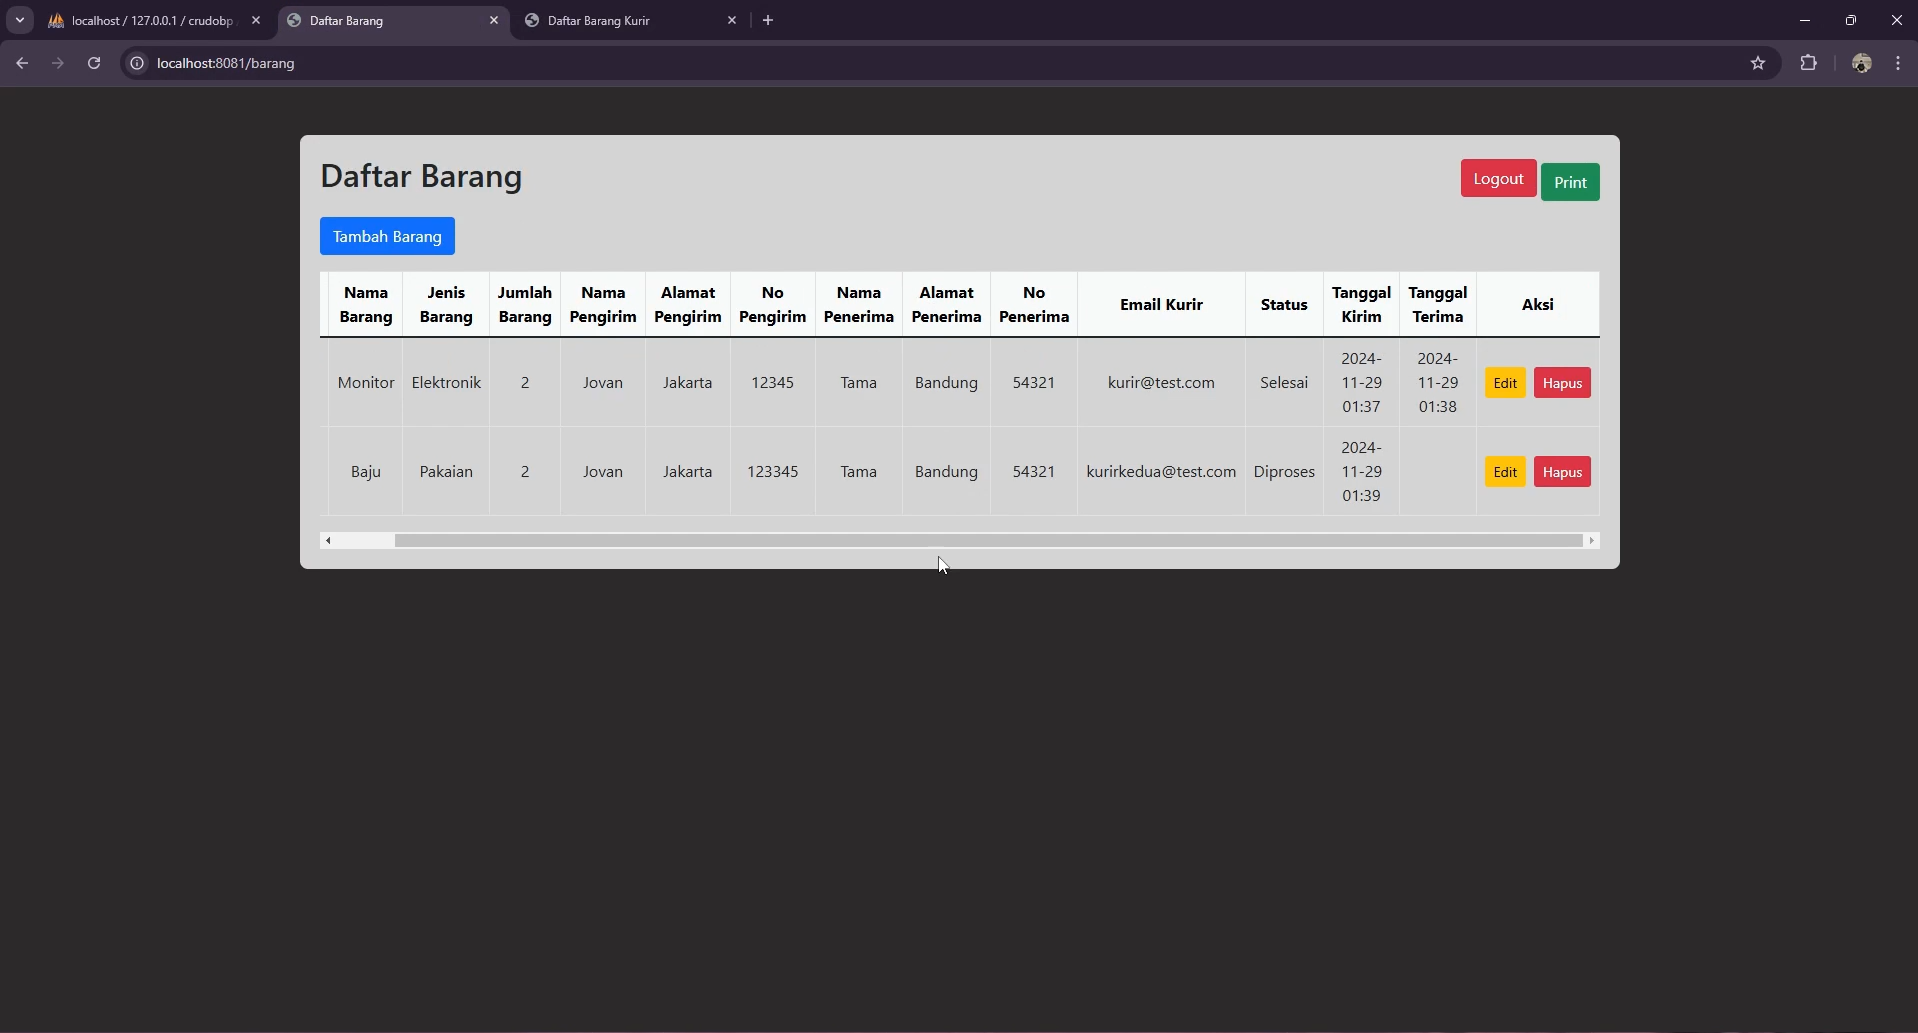 localhost / 127.0.0.1 / crudobp
Daftar Barang
Daftar Barang Kurir
localhost:8081/barang
Daftar Barang
Logout
Print
Tambah Barang
Nama Barang
Jenis Barang
Jumlah Barang
Nama Pengirim
Alamat Pengirim
No Pengirim
Nama Penerima
Alamat Penerima
No Penerima
Email Kurir
Status
Tanggal Kirim
Tanggal Terima
Aksi
Monitor Elektronik 2 Jovan Jakarta 12345 Tama Bandung 54321 kurir@test.com Selesai 2024-11-29 01:37 2024-11-29 01:38 Edit Hapus
Baju Pakaian 2 Jovan Jakarta 123345 Tama Bandung 54321 kurirkedua@test.com Diproses 2024-11-29 01:39 Edit Hapus